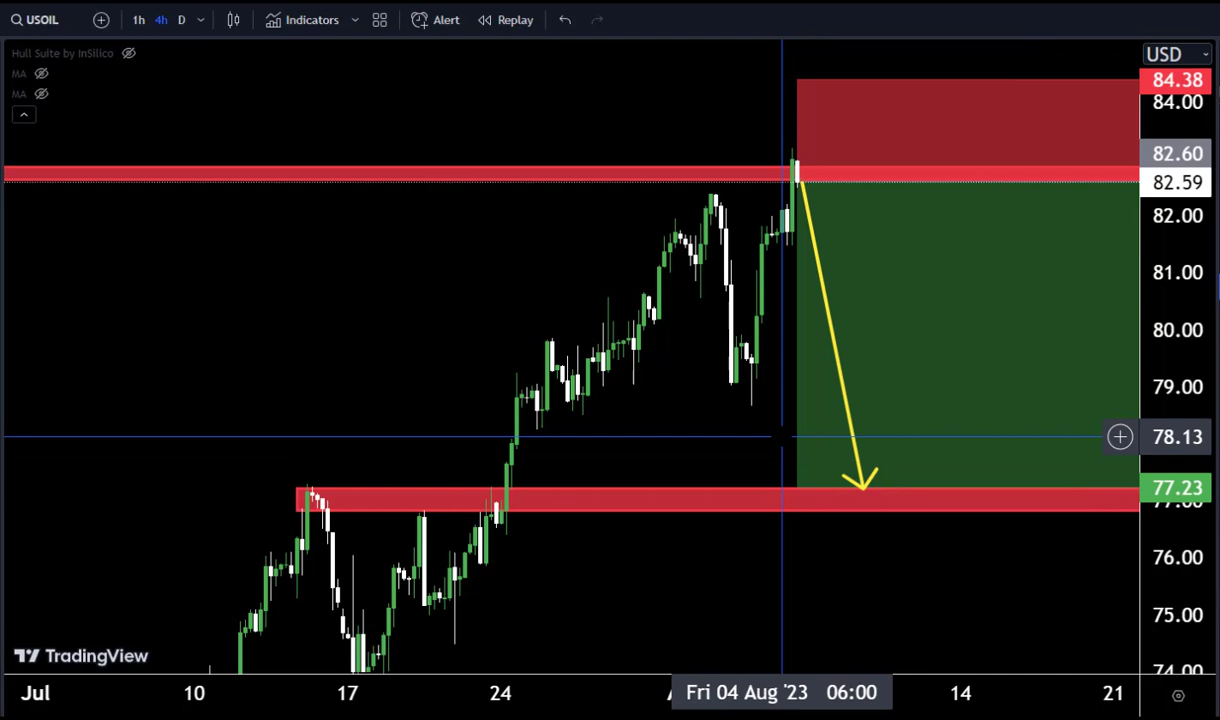 USOIL 1h 4h D Indicators Alert Replay
Hull Suite by InSilico
MA
MA
USD
84.38
84.00
82.60
82.59
82.00
81.00
80.00
79.00
78.13
77.23
77.00
76.00
75.00
74.00
TradingView
Jul 10 17 24 Fri 04 Aug '23 06:00 14 21